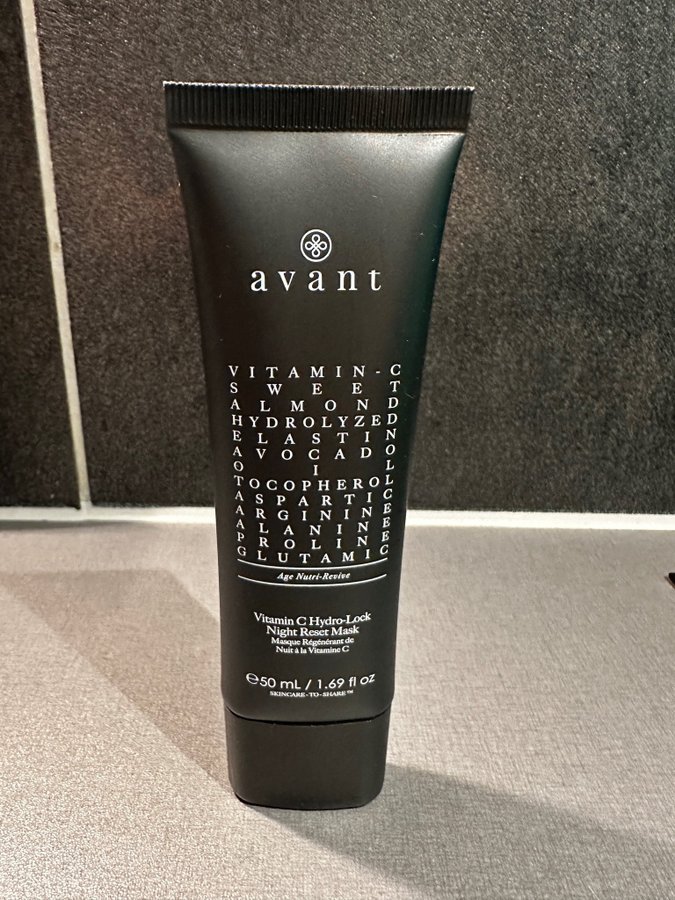 avant
VITAMIN-C
SWEET
ALMOND
HYDROLYZED
ELASTIN
AVOCADO
I
TOCOPHEROL
ASPARTIC
ARGININE
ALANINE
PROLINE
GLUTAMIC
Age Nutri-Revive
Vitamin C Hydro-Lock
Night Reset Mask
Masque Régénérant de
Nuit à la Vitamine C
℮50 mL / 1.69 fl oz
SKINCARE-TO-SHARE™